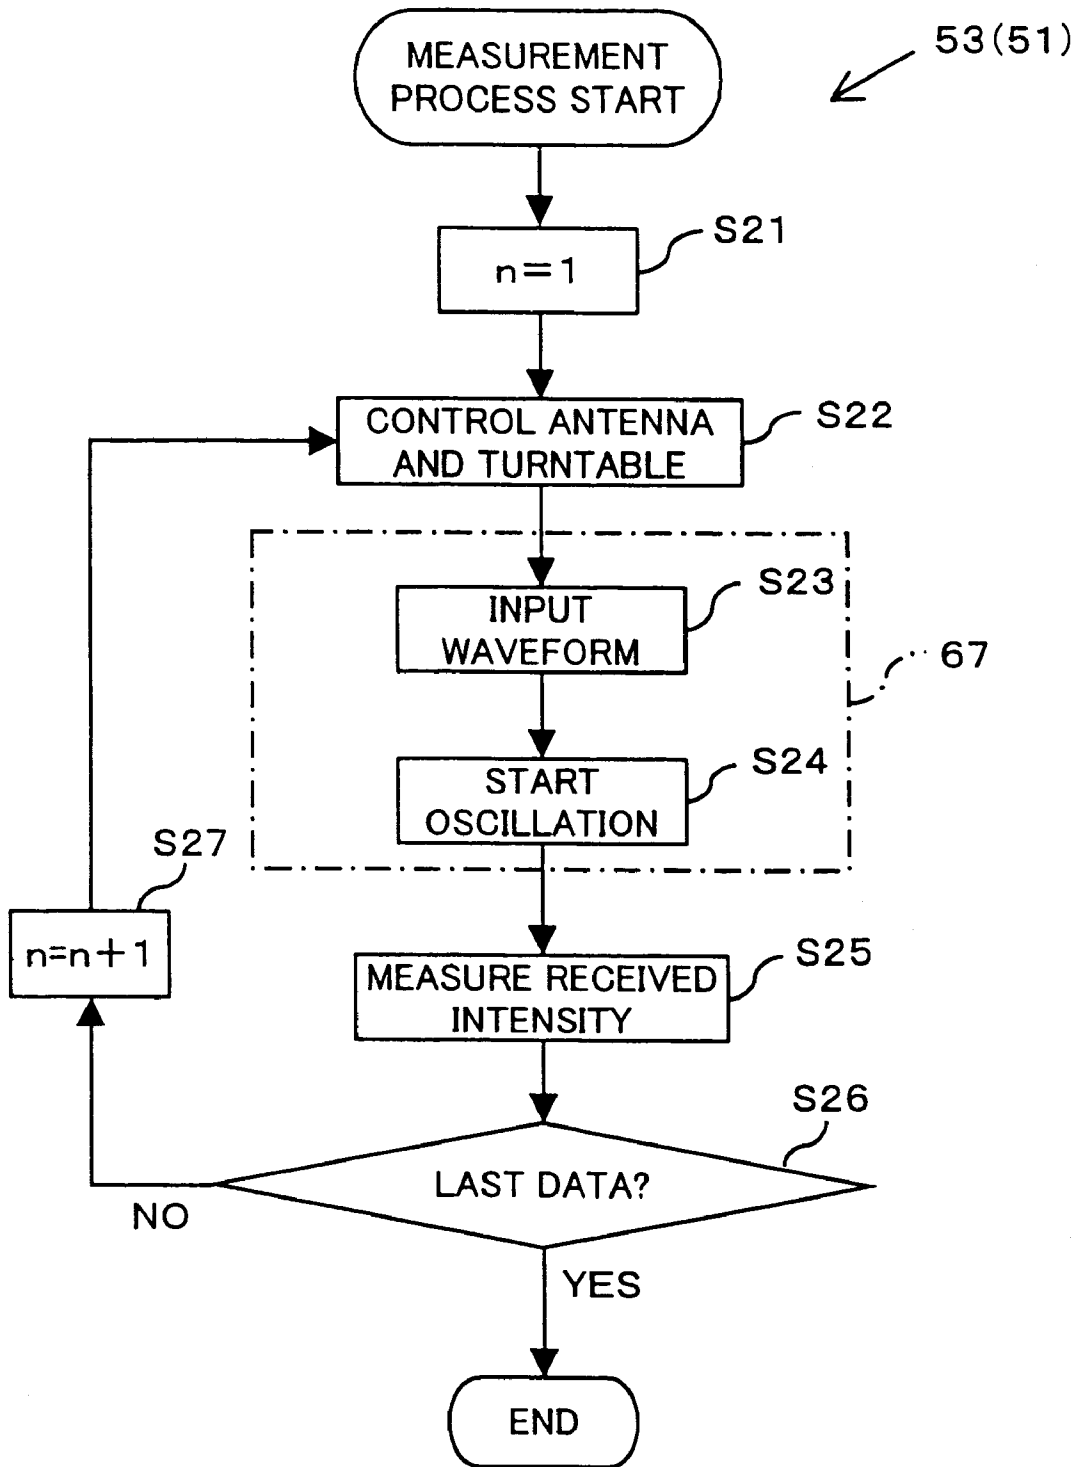 MEASUREMENT
PROCESS START
53(51)
S21
n=1
S22
CONTROL ANTENNA
AND TURNTABLE
S23
INPUT
WAVEFORM
67
S24
START
OSCILLATION
S27
n=n+1
S25
MEASURE RECEIVED
INTENSITY
S26
LAST DATA?
NO
YES
END